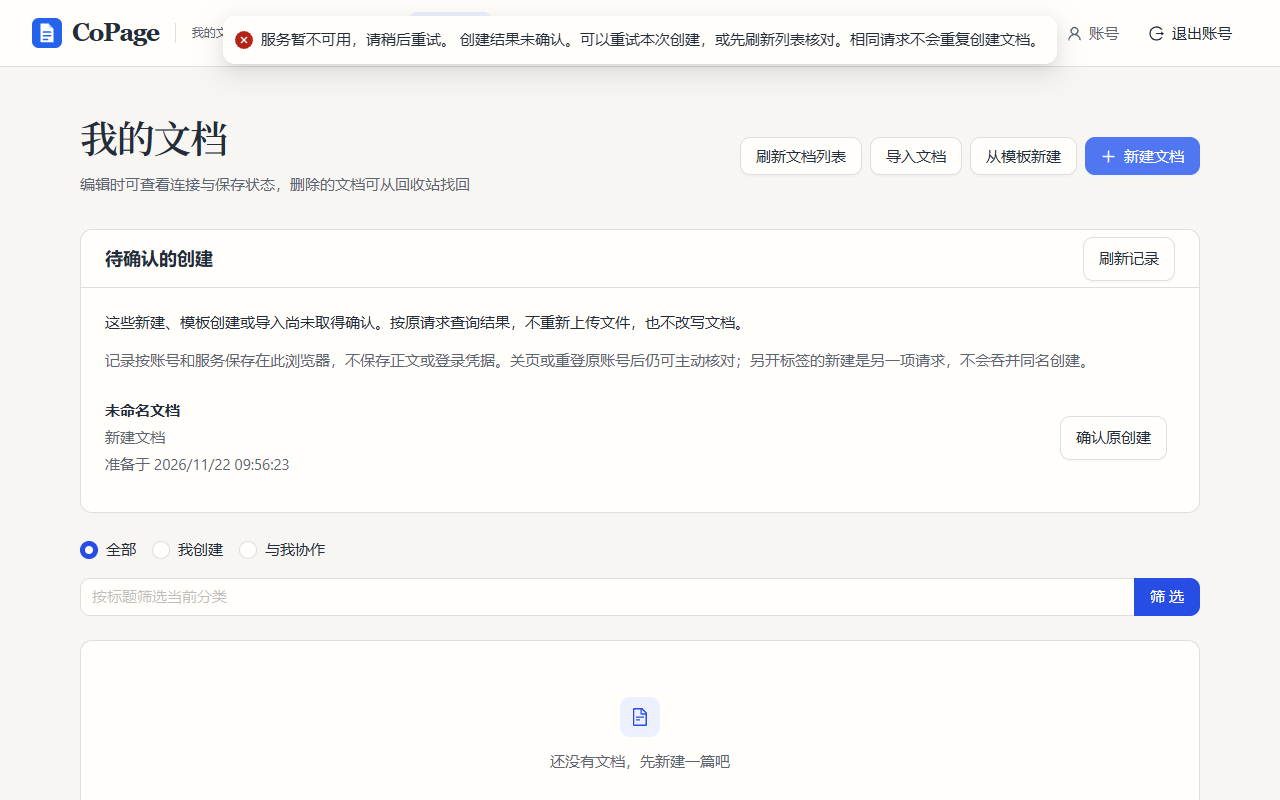 CoPage
我的文
服务暂不可用，请稍后重试。 创建结果未确认。可以重试本次创建，或先刷新列表核对。相同请求不会重复创建文档。
账号
退出账号
我的文档
编辑时可查看连接与保存状态，删除的文档可从回收站找回
刷新文档列表
导入文档
从模板新建
新建文档
待确认的创建
刷新记录
这些新建、模板创建或导入尚未取得确认。按原请求查询结果，不重新上传文件，也不改写文档。
记录按账号和服务保存在此浏览器，不保存正文或登录凭据。关页或重登原账号后仍可主动核对；另开标签的新建是另一项请求，不会吞并同名创建。
未命名文档
新建文档
准备于 2026/11/22 09:56:23
确认原创建
全部
我创建
与我协作
按标题筛选当前分类
筛 选
还没有文档，先新建一篇吧